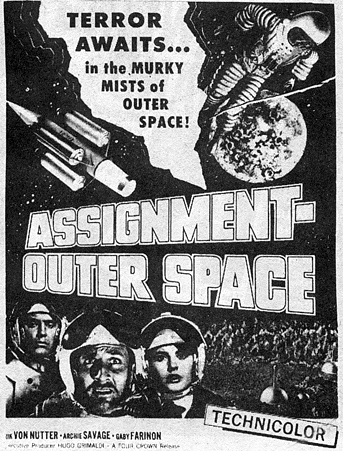 TERROR
AWAITS...
in the MURKY
MISTS of
OUTER
SPACE!
ASSIGNMENT-
OUTER SPACE
TECHNICOLOR
VON NUTTER • ARCHIE SAVAGE • GABY FARINON
Producer HUGO GRIMALDI - A FOUR CROWN Release